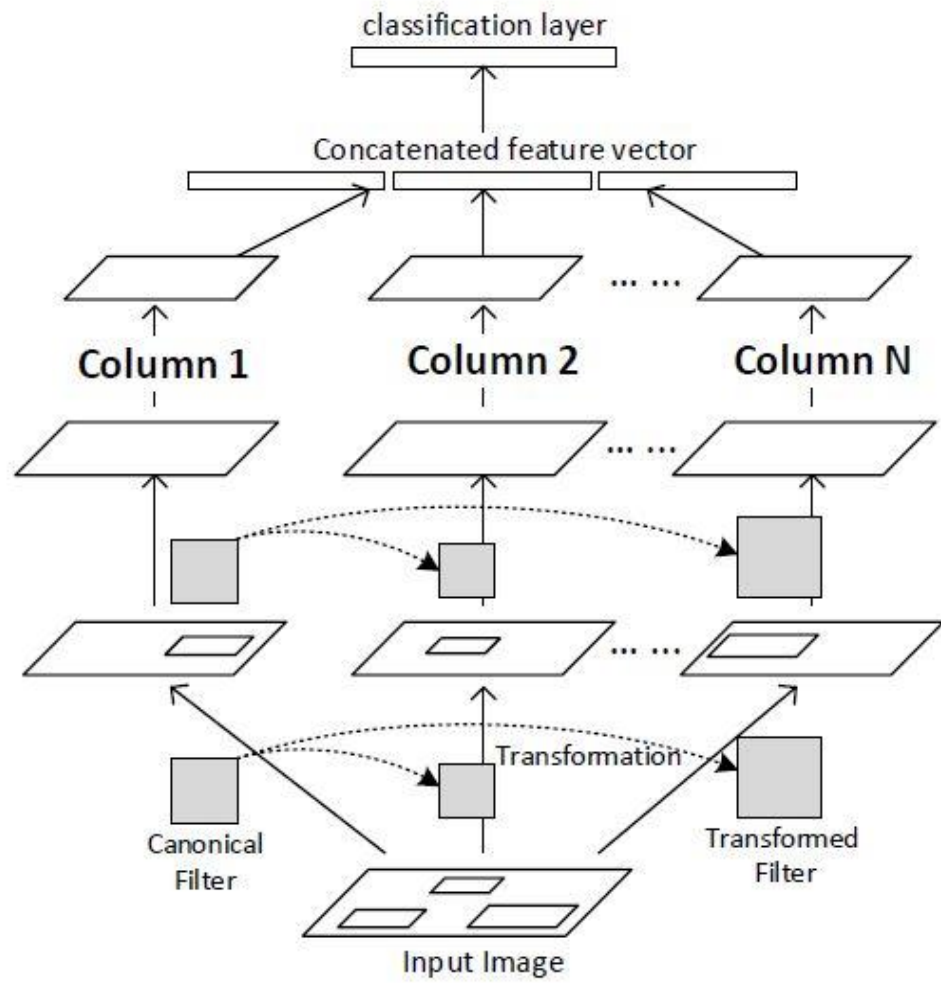 classification layer
Concatenated feature vector
... ...
Column 1
Column 2
Column N
... ...
... ...
Transformation
Canonical
Filter
Transformed
Filter
Input Image